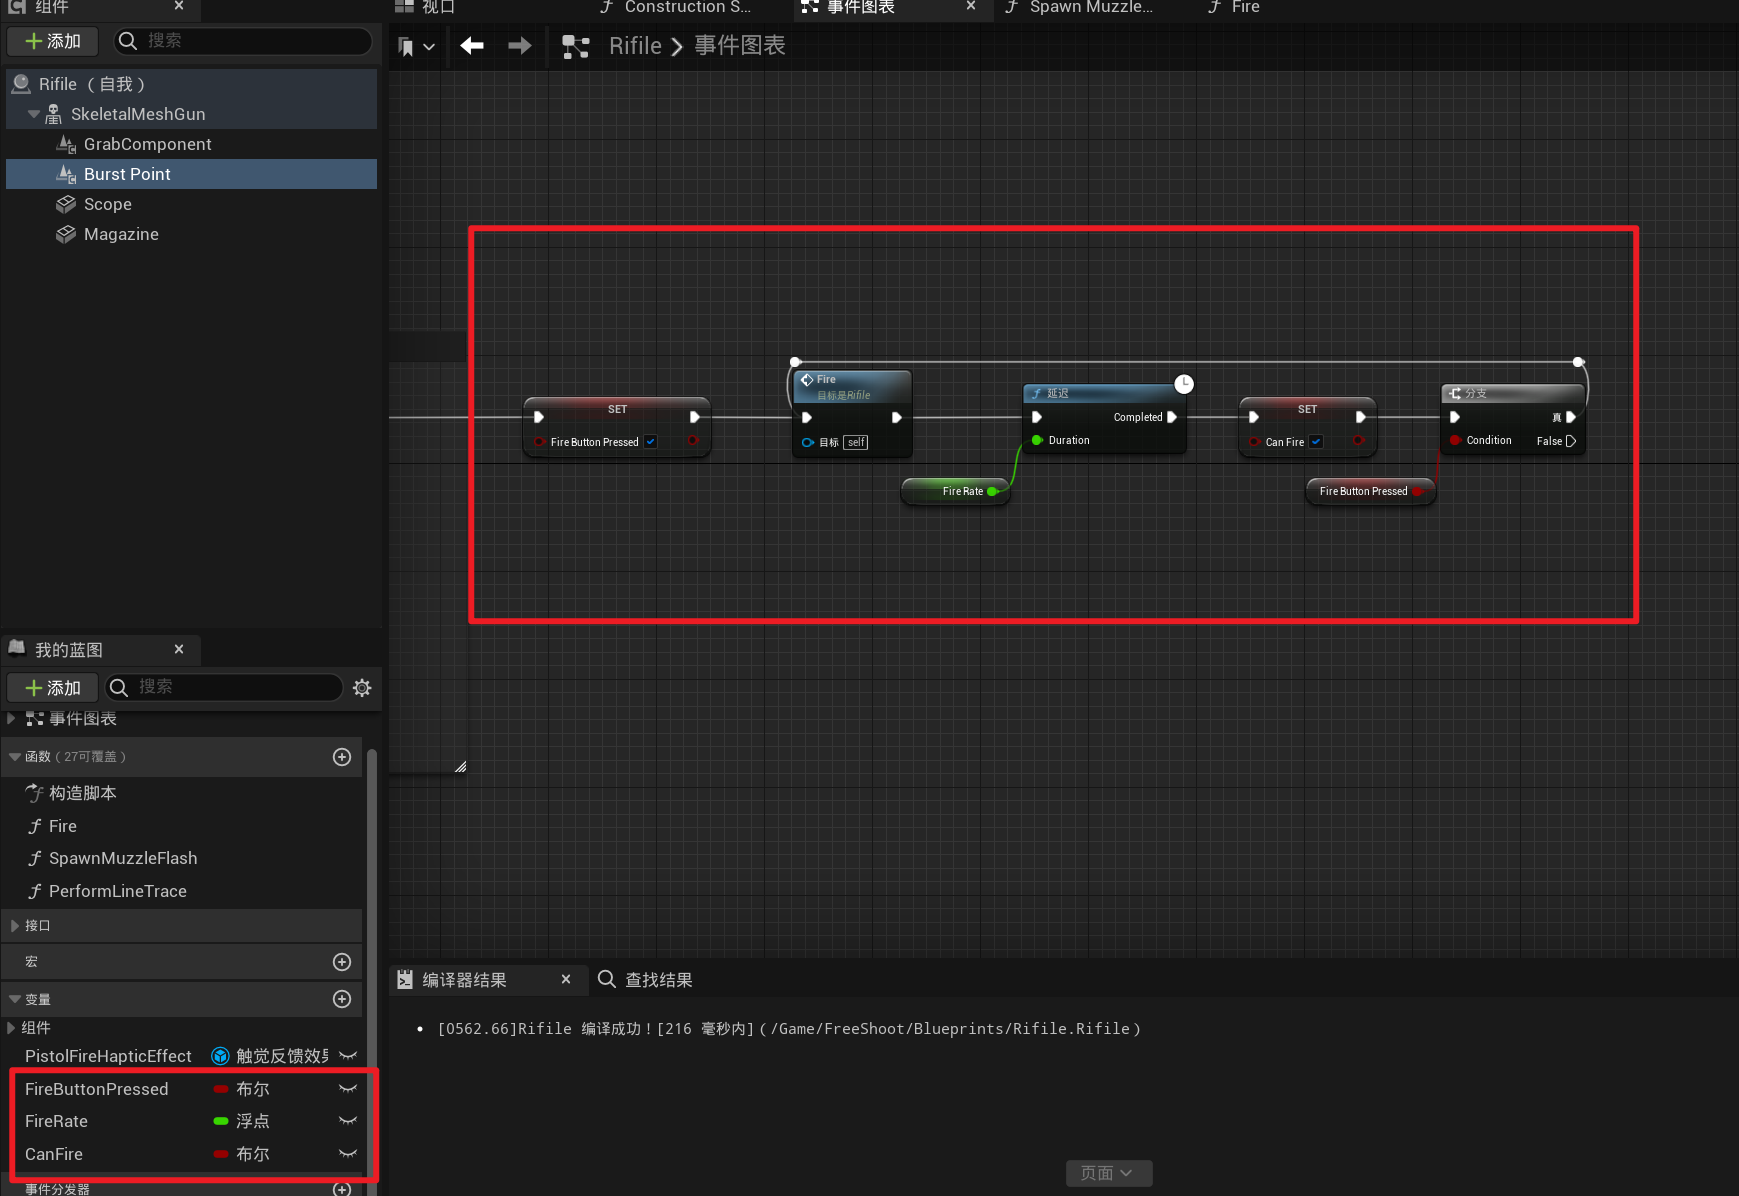 组件
添加
搜索
Rifile （自我）
SkeletalMeshGun
GrabComponent
Burst Point
Scope
Magazine
视口
Construction S...
事件图表
Spawn Muzzle...
Fire
Rifile
事件图表
SET
Fire Button Pressed
Fire
目标是Rifile
目标
self
Fire Rate
延迟
Completed
Duration
SET
Can Fire
Fire Button Pressed
分支
真
Condition
False
我的蓝图
添加
搜索
事件图表
函数（27可覆盖）
构造脚本
Fire
SpawnMuzzleFlash
PerformLineTrace
接口
宏
变量
组件
PistolFireHapticEffect 触觉反馈效果
FireButtonPressed 布尔
FireRate 浮点
CanFire 布尔
事件分发器
编译器结果
查找结果
[0562.66]Rifile 编译成功！[216 毫秒内]（/Game/FreeShoot/Blueprints/Rifile.Rifile）
页面